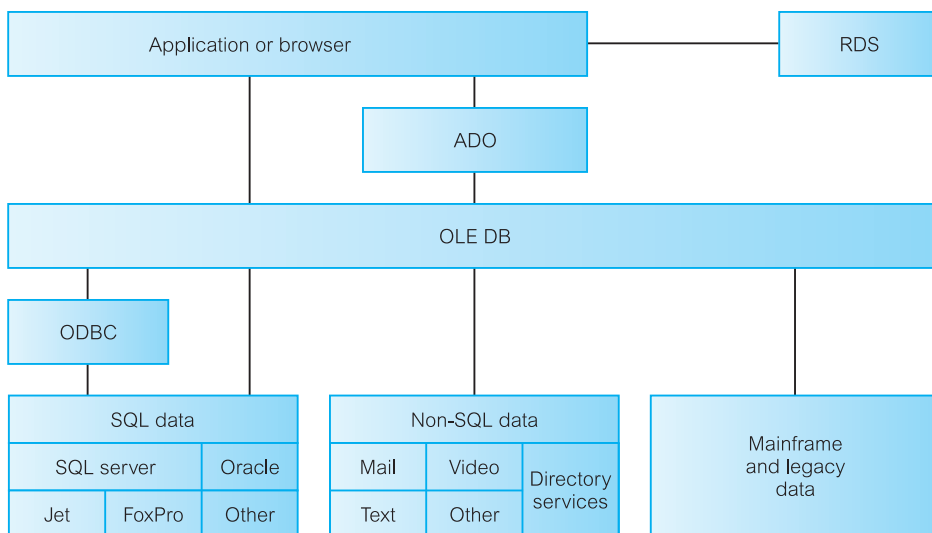 Application or browser
RDS
ADO
OLE DB
ODBC
SQL data
SQL server
Oracle
Jet
FoxPro
Other
Non-SQL data
Mail
Video
Directory
services
Text
Other
Mainframe
and legacy
data